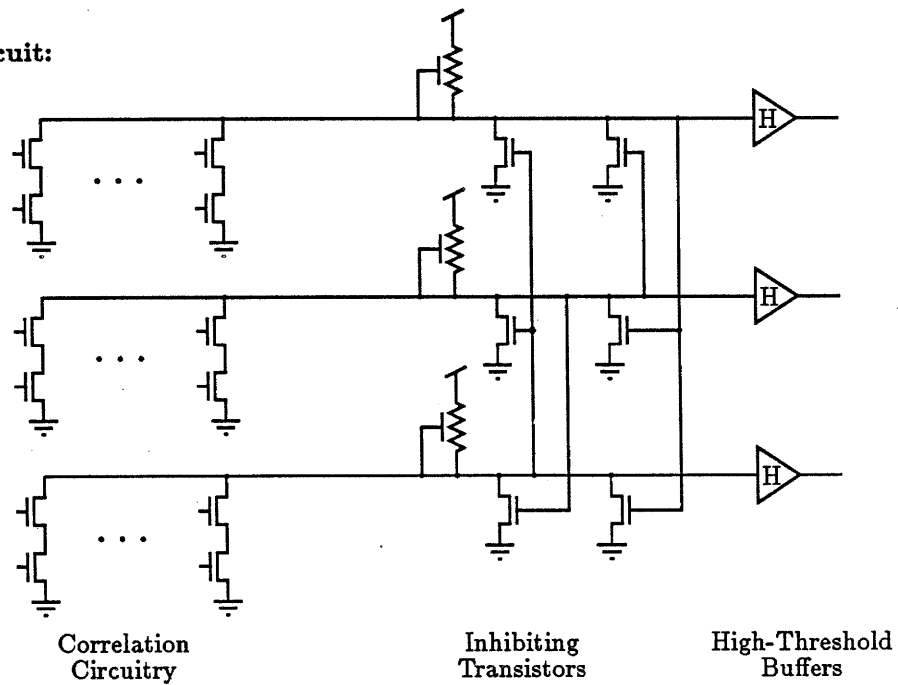 cuit:
H
H
H
Correlation
Circuitry
Inhibiting
Transistors
High-Threshold
Buffers